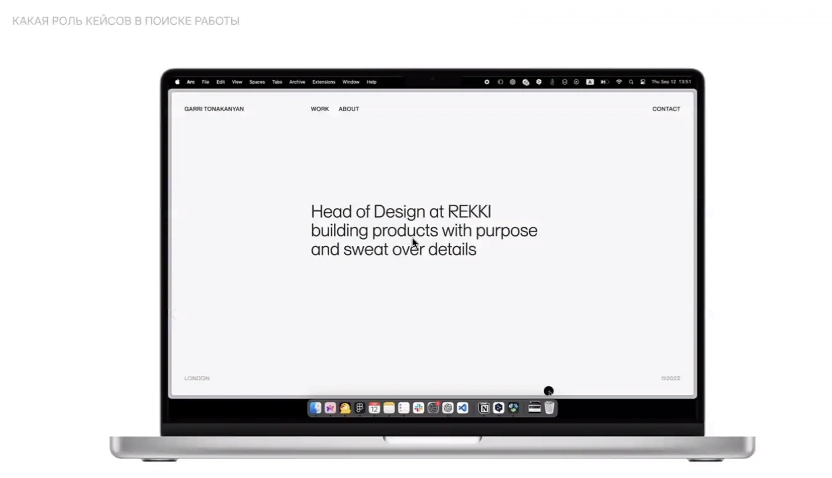 КАКАЯ РОЛЬ КЕЙСОВ В ПОИСКЕ РАБОТЫ
Arc File Edit View Spaces Tabs Archive Extensions Window Help Thu Sep 12 13:51
GARRI TONAKANYAN WORK ABOUT CONTACT
Head of Design at REKKI
building products with purpose
and sweat over details
LONDON